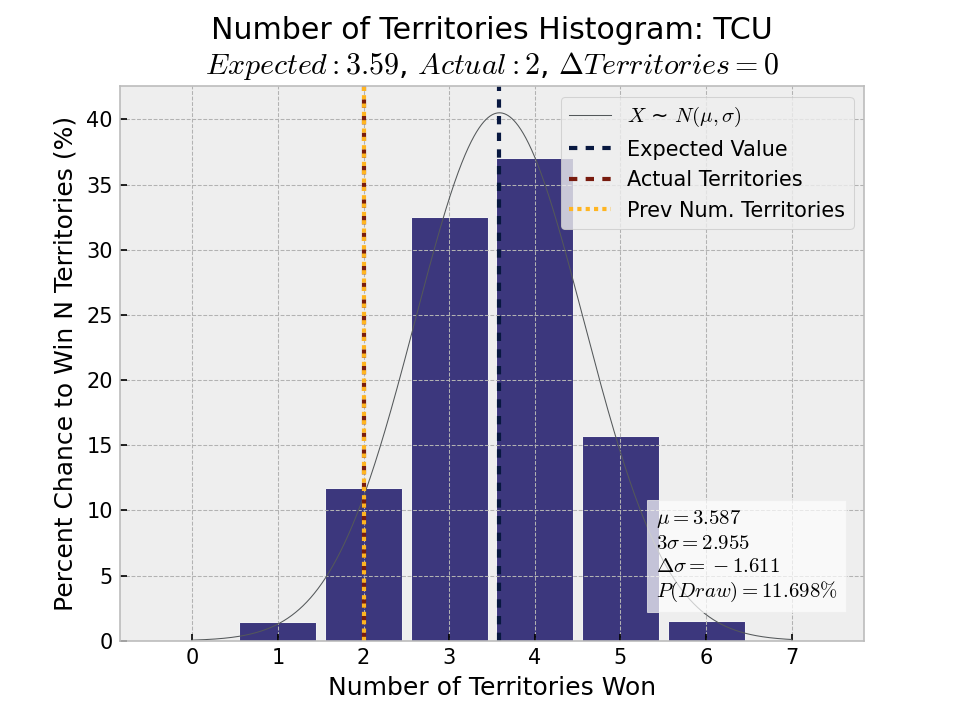 Number of Territories Histogram: TCU
Expected : 3.59, Actual : 2, ΔTerritories = 0
X ~ N(μ, σ)
Expected Value
Actual Territories
Prev Num. Territories
Percent Chance to Win N Territories (%)
40
35
30
25
20
15
10
5
0
μ = 3.587
3σ = 2.955
Δσ = − 1.611
P(Draw) = 11.698%
0 1 2 3 4 5 6 7
Number of Territories Won